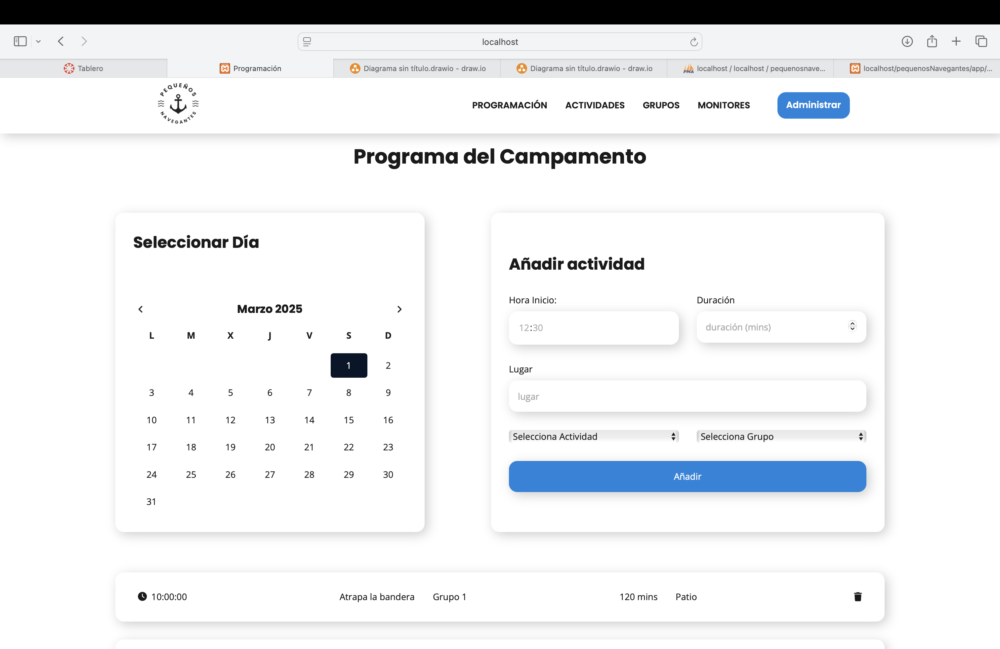 localhost
Tablero
Programación
Diagrama sin título.drawio - draw.io
Diagrama sin título.drawio - draw.io
PMA localhost / localhost / pequenosnave...
localhost/pequenosNavegantes/app/...
PEQUEÑOS
NAVEGANTES
PROGRAMACIÓN ACTIVIDADES GRUPOS MONITORES Administrar
Programa del Campamento
Seleccionar Día
Marzo 2025
L M X J V S D
1 2
3 4 5 6 7 8 9
10 11 12 13 14 15 16
17 18 19 20 21 22 23
24 25 26 27 28 29 30
31
Añadir actividad
Hora Inicio: Duración
12:30 duración (mins)
Lugar
lugar
Selecciona Actividad Selecciona Grupo
Añadir
10:00:00 Atrapa la bandera Grupo 1 120 mins Patio